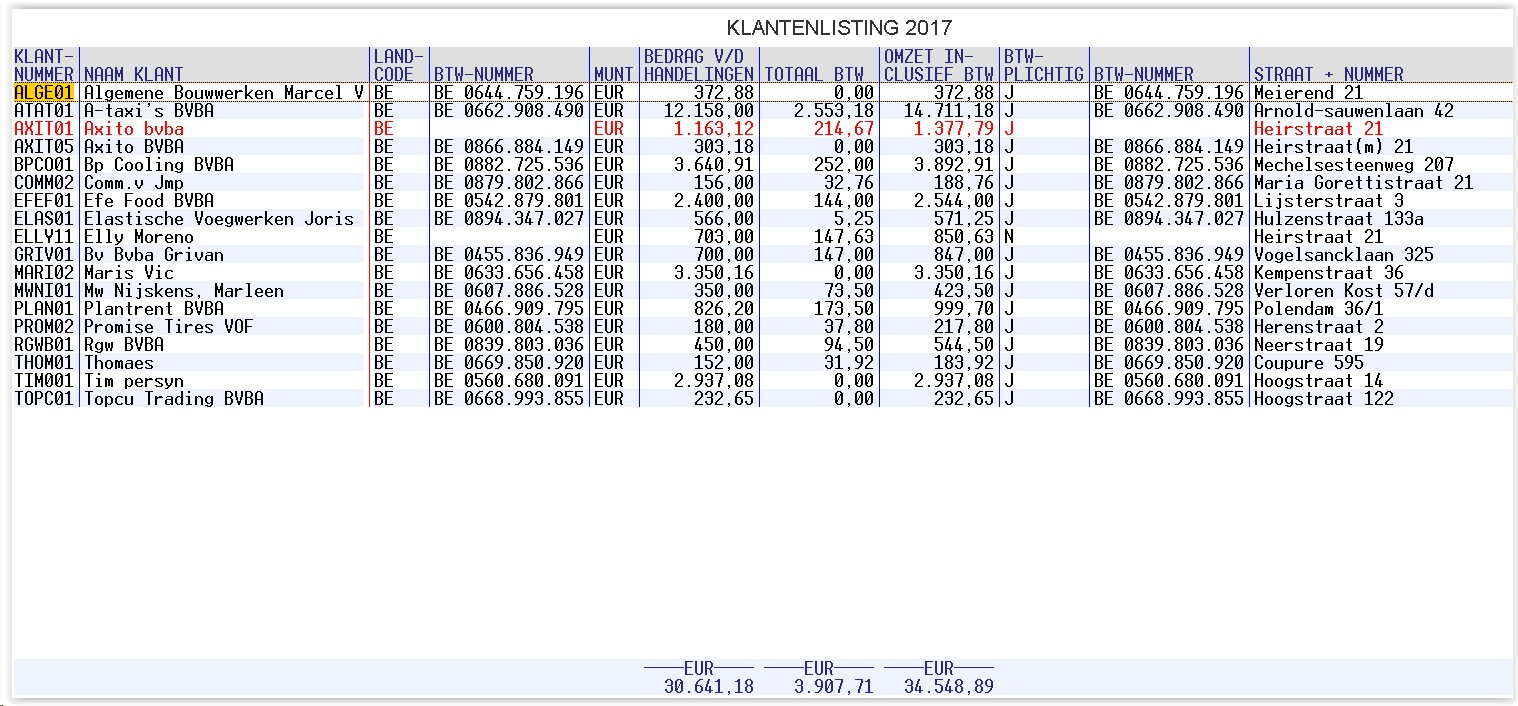 KLANTENLISTING 2017
KLANT- LAND- BEDRAG V/D OMZET IN- BTW-
NUMMER NAAM KLANT CODE BTW-NUMMER MUNT HANDELINGEN TOTAAL BTW CLUSIEF BTW PLICHTIG BTW-NUMMER STRAAT + NUMMER
ALGE01 Algemene Bouwwerken Marcel V BE BE 0644.759.196 EUR 372,88 0,00 372,88 J BE 0644.759.196 Meierend 21
ATAT01 A-taxi's BVBA BE BE 0662.908.490 EUR 12.158,00 2.553,18 14.711,18 J BE 0662.908.490 Arnold-sauwenlaan 42
AXIT01 Axito bvba BE EUR 1.163,12 214,67 1.377,79 J Heirstraat 21
AXIT05 Axito BVBA BE BE 0866.884.149 EUR 303,18 0,00 303,18 J BE 0866.884.149 Heirstraat(m) 21
BPCO01 Bp Cooling BVBA BE BE 0882.725.536 EUR 3.640,91 252,00 3.892,91 J BE 0882.725.536 Mechelsesteenweg 207
COMM02 Comm.v Jmp BE BE 0879.802.866 EUR 156,00 32,76 188,76 J BE 0879.802.866 Maria Gorettistraat 21
EFEF01 Efe Food BVBA BE BE 0542.879.801 EUR 2.400,00 144,00 2.544,00 J BE 0542.879.801 Lijsterstraat 3
ELAS01 Elastische Voegwerken Joris BE BE 0894.347.027 EUR 566,00 5,25 571,25 J BE 0894.347.027 Hulzenstraat 133a
ELLY11 Elly Moreno BE EUR 703,00 147,63 850,63 N Heirstraat 21
GRIV01 Bv Bvba Grivan BE BE 0455.836.949 EUR 700,00 147,00 847,00 J BE 0455.836.949 Vogelsancklaan 325
MARI02 Maris Vic BE BE 0633.656.458 EUR 3.350,16 0,00 3.350,16 J BE 0633.656.458 Kempenstraat 36
MWNI01 Mw Nijskens, Marleen BE BE 0607.886.528 EUR 350,00 73,50 423,50 J BE 0607.886.528 Verloren Kost 57/d
PLAN01 Plantrent BVBA BE BE 0466.909.795 EUR 826,20 173,50 999,70 J BE 0466.909.795 Polendam 36/1
PROM02 Promise Tires VOF BE BE 0600.804.538 EUR 180,00 37,80 217,80 J BE 0600.804.538 Herenstraat 2
RGWB01 Rgw BVBA BE BE 0839.803.036 EUR 450,00 94,50 544,50 J BE 0839.803.036 Neerstraat 19
THOM01 Thomaes BE BE 0669.850.920 EUR 152,00 31,92 183,92 J BE 0669.850.920 Coupure 595
TIM001 Tim persyn BE BE 0560.680.091 EUR 2.937,08 0,00 2.937,08 J BE 0560.680.091 Hoogstraat 14
TOPC01 Topcu Trading BVBA BE BE 0668.993.855 EUR 232,65 0,00 232,65 J BE 0668.993.855 Hoogstraat 122
EUR EUR EUR
30.641,18 3.907,71 34.548,89